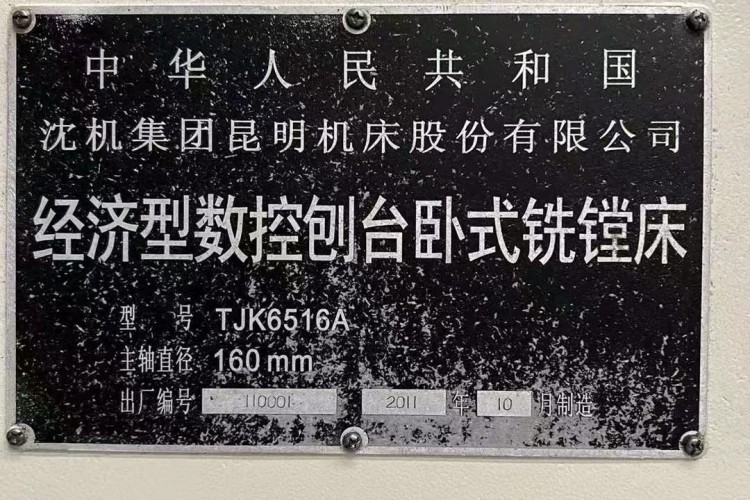 中华人民共和国
沈机集团昆明机床股份有限公司
经济型数控刨台卧式铣镗床
型 号 TJK6516A
主轴直径 160mm
出厂编号 110001 2011 年 10 月制造